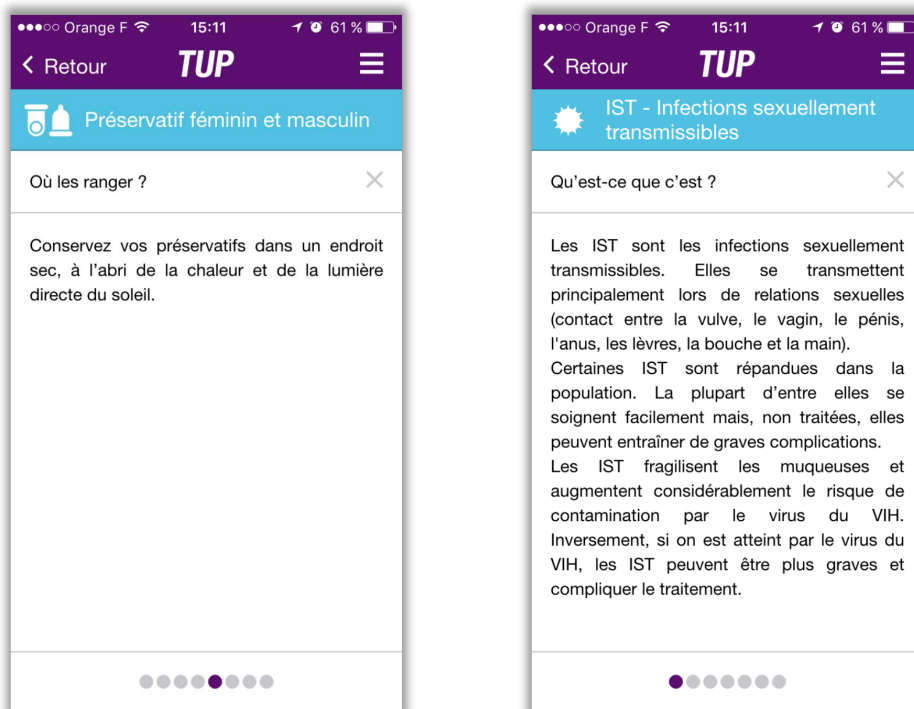 Orange F 15:11 61 %
Retour TUP
Préservatif féminin et masculin
Où les ranger ?
Conservez vos préservatifs dans un endroit
sec, à l'abri de la chaleur et de la lumière
directe du soleil.
Orange F 15:11 61 %
Retour TUP
IST - Infections sexuellement
transmissibles
Qu'est-ce que c'est ?
Les IST sont les infections sexuellement
transmissibles. Elles se transmettent
principalement lors de relations sexuelles
(contact entre la vulve, le vagin, le pénis,
l'anus, les lèvres, la bouche et la main).
Certaines IST sont répandues dans la
population. La plupart d'entre elles se
soignent facilement mais, non traitées, elles
peuvent entraîner de graves complications.
Les IST fragilisent les muqueuses et
augmentent considérablement le risque de
contamination par le virus du VIH.
Inversement, si on est atteint par le virus du
VIH, les IST peuvent être plus graves et
compliquer le traitement.